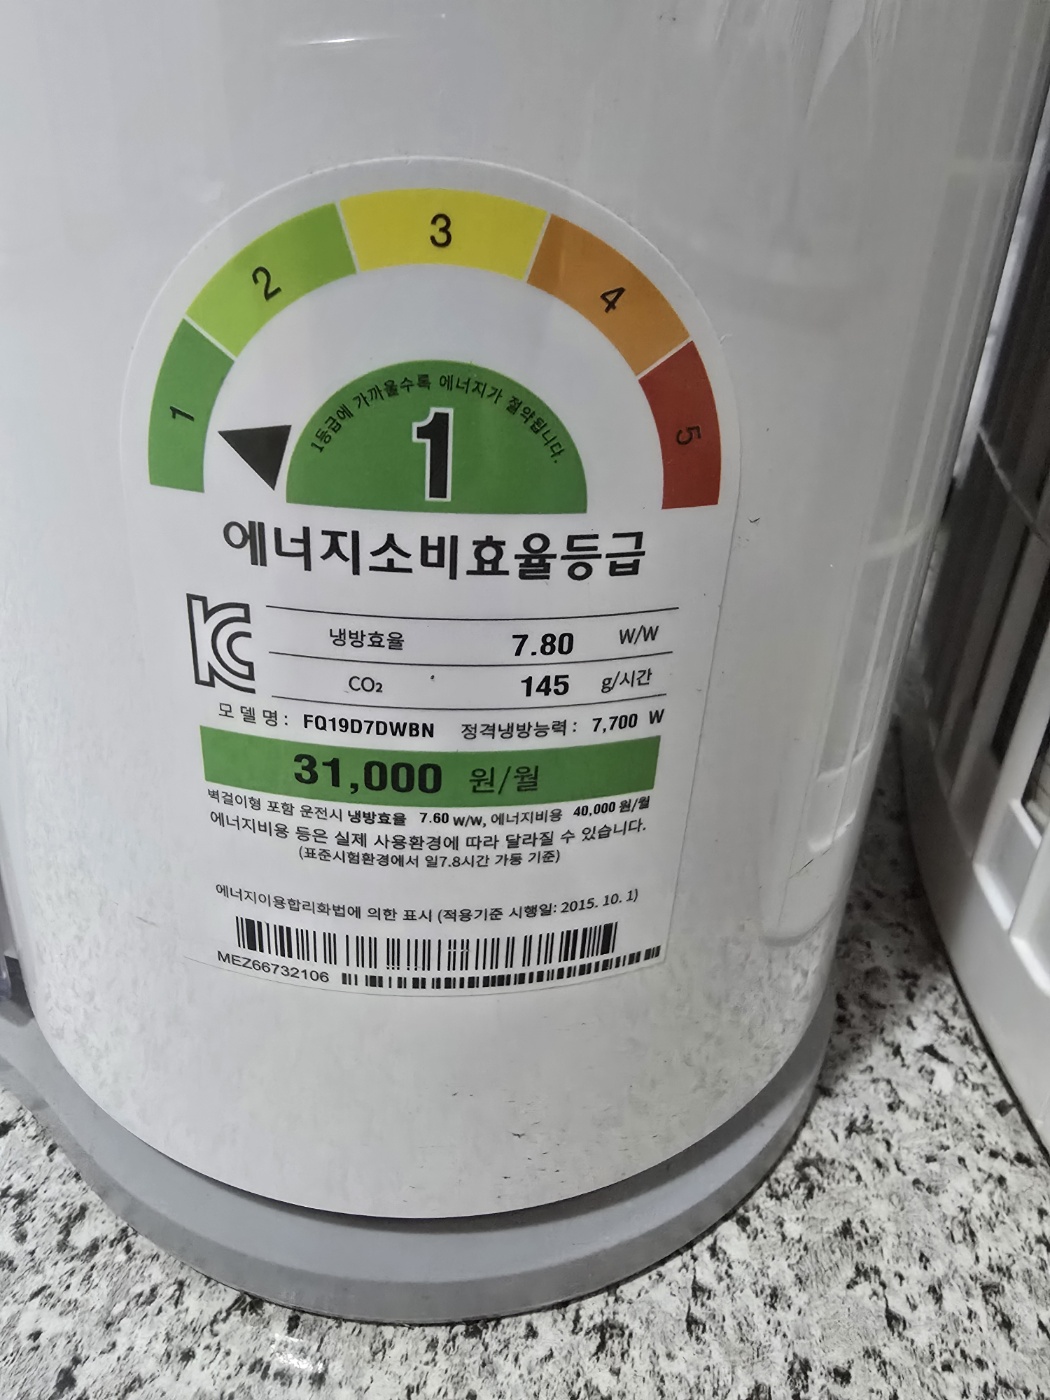 1 2 3 4 5
1등급에 가까울수록 에너지가 절약됩니다.
1
에너지소비효율등급
냉방효율 7.80 W/W
CO₂ 145 g/시간
모델명: FQ19D7DWBN 정격냉방능력: 7,700 W
31,000 원/월
벽걸이형 포함 운전시 냉방효율 7.60 W/W, 에너지비용 40,000 원/월
에너지비용 등은 실제 사용환경에 따라 달라질 수 있습니다.
(표준시험환경에서 일7.8시간 가동 기준)
에너지이용합리화법에 의한 표시 (적용기준 시행일: 2015. 10. 1)
MEZ66732106